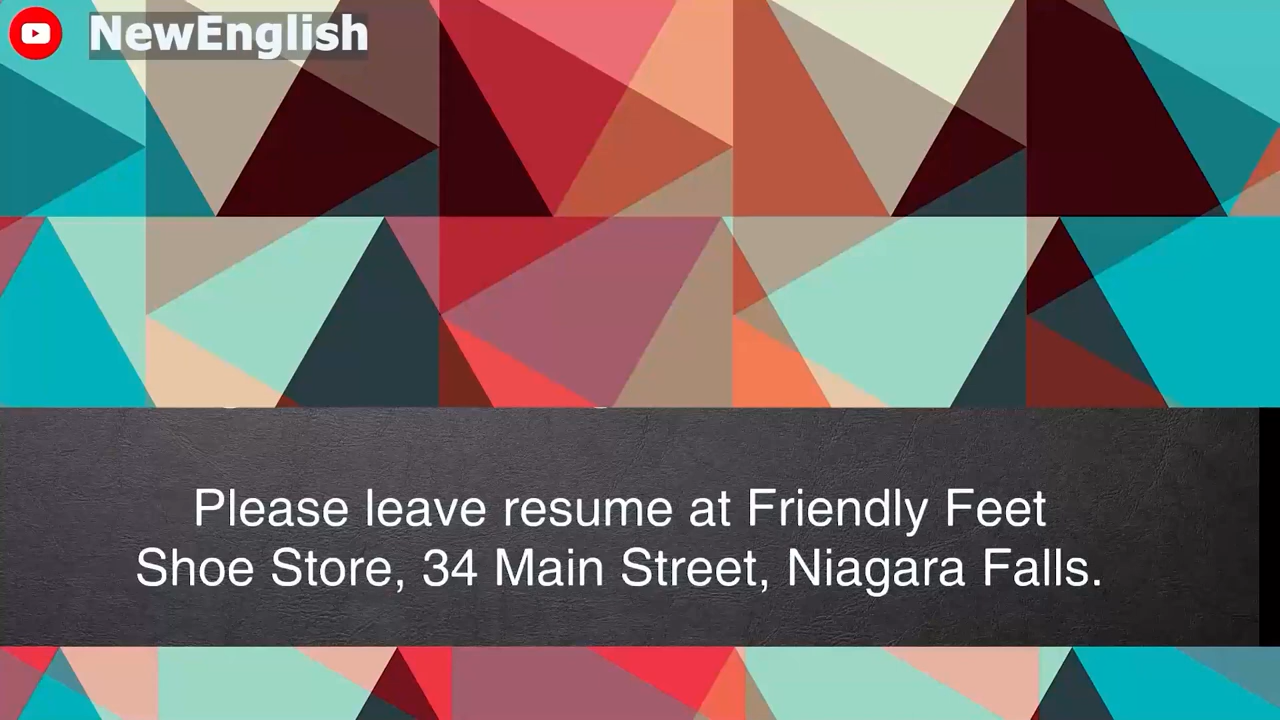 NewEnglish
Please leave resume at Friendly Feet
Shoe Store, 34 Main Street, Niagara Falls.